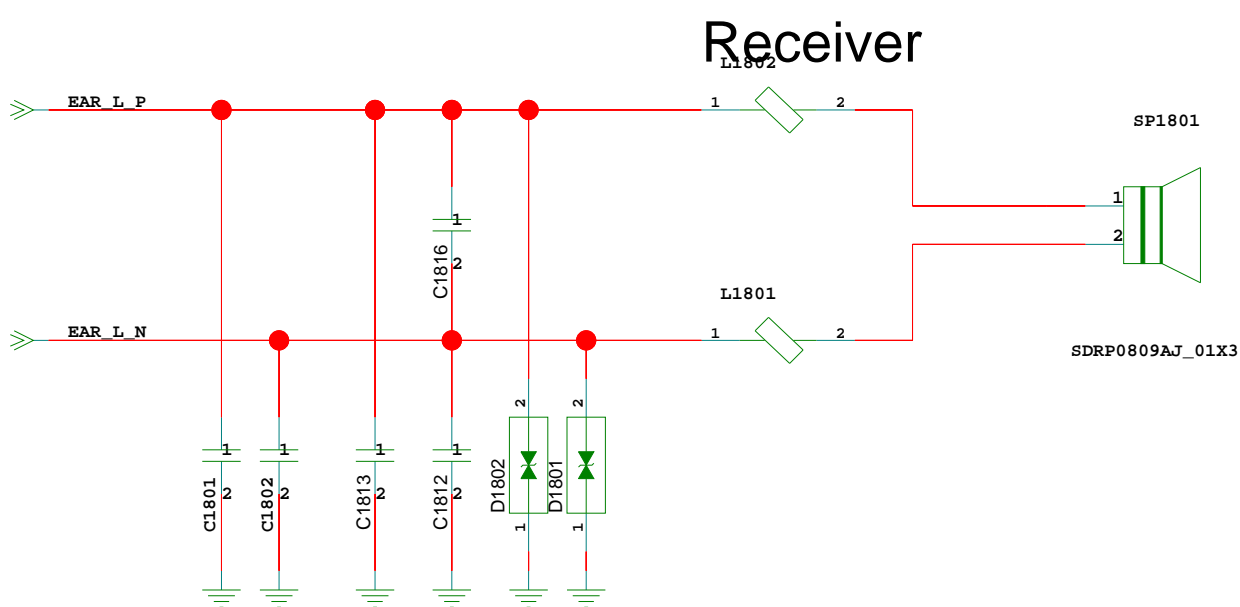 Receiver
L1802
EAR_L_P
1
2
SP1801
1
2
1
C1816
2
L1801
EAR_L_N
1
2
SDRP0809AJ_01X3
2
2
1
1
1
1
D1802
D1801
C1801
2
C1802
2
C1813
2
C1812
2
1
1